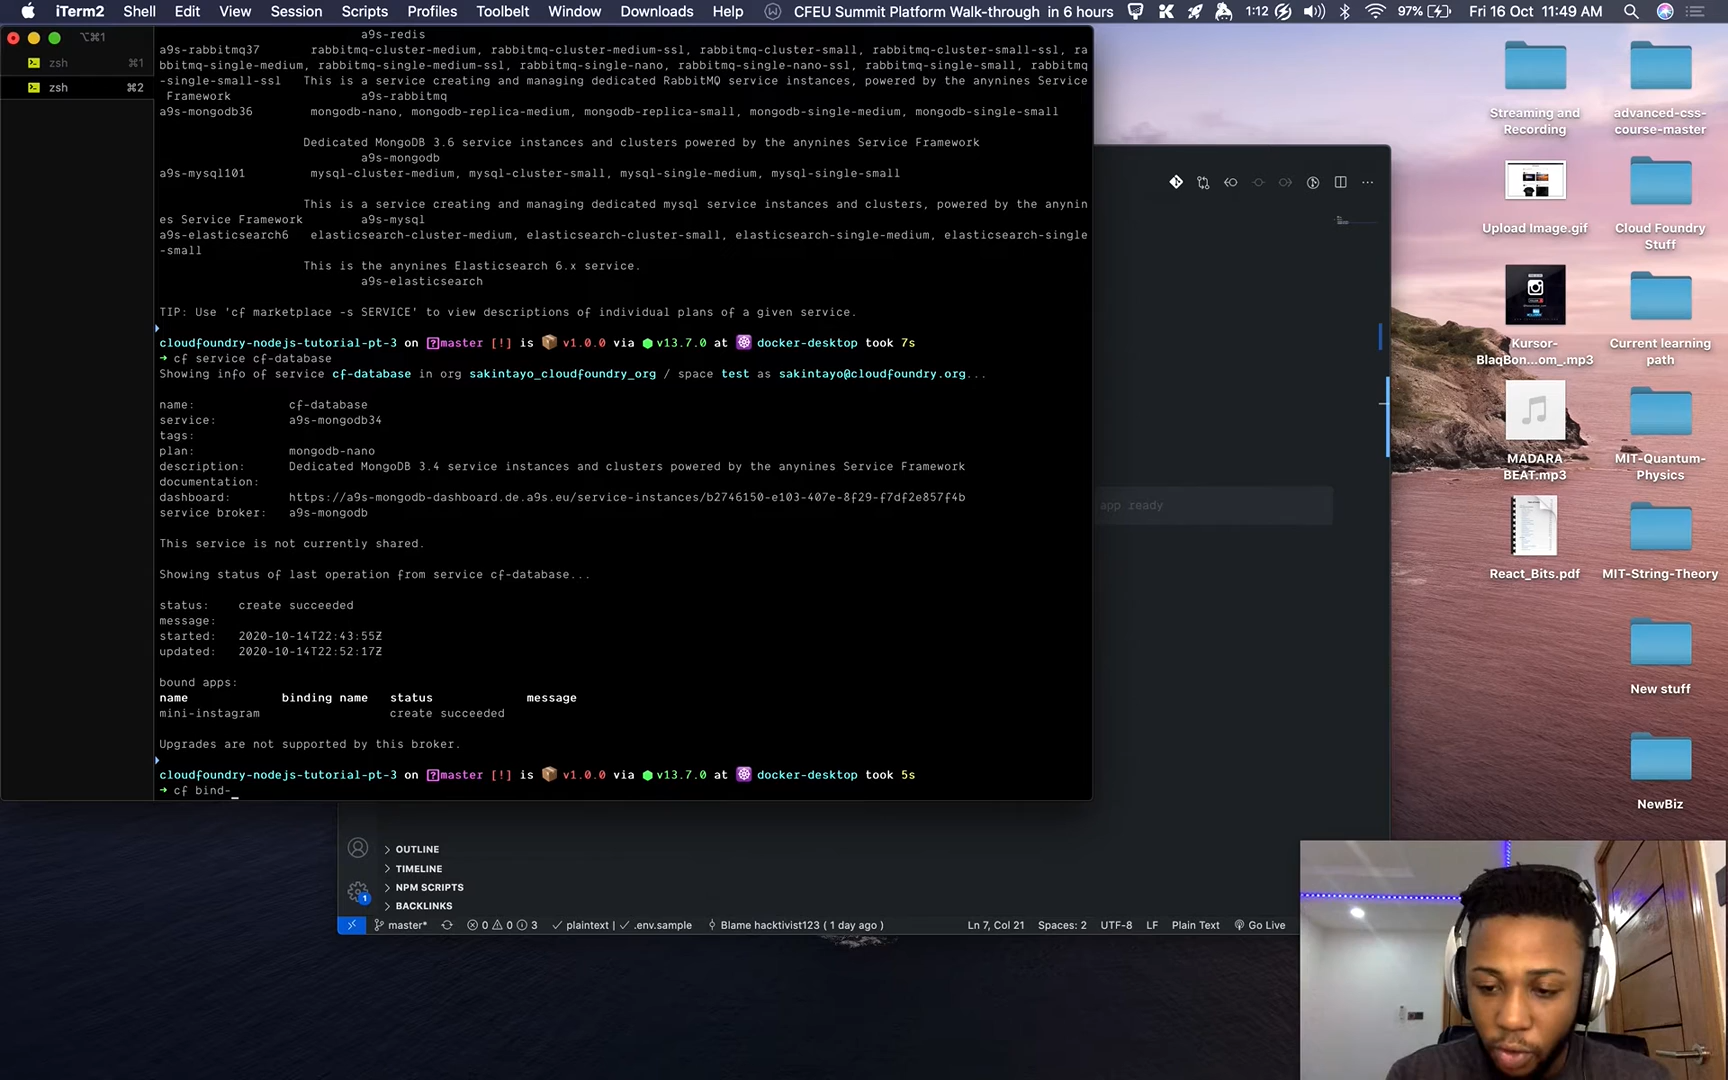 iTerm2 Shell Edit View Session Scripts Profiles Toolbelt Window Downloads Help CFEU Summit Platform Walk-through in 6 hours 1:12 97% Fri 16 Oct 11:49 AM
⌥⌘1
zsh ⌘1
zsh ⌘2
a9s-redis
a9s-rabbitmq37 rabbitmq-cluster-medium, rabbitmq-cluster-medium-ssl, rabbitmq-cluster-small, rabbitmq-cluster-small-ssl, ra
bbitmq-single-medium, rabbitmq-single-medium-ssl, rabbitmq-single-nano, rabbitmq-single-nano-ssl, rabbitmq-single-small, rabbitmq
-single-small-ssl This is a service creating and managing dedicated RabbitMQ service instances, powered by the anynines Service
Framework a9s-rabbitmq
a9s-mongodb36 mongodb-nano, mongodb-replica-medium, mongodb-replica-small, mongodb-single-medium, mongodb-single-small
Dedicated MongoDB 3.6 service instances and clusters powered by the anynines Service Framework
a9s-mongodb
a9s-mysql101 mysql-cluster-medium, mysql-cluster-small, mysql-single-medium, mysql-single-small
This is a service creating and managing dedicated mysql service instances and clusters, powered by the anynin
es Service Framework a9s-mysql
a9s-elasticsearch6 elasticsearch-cluster-medium, elasticsearch-cluster-small, elasticsearch-single-medium, elasticsearch-single
-small
This is the anynines Elasticsearch 6.x service.
a9s-elasticsearch
TIP: Use 'cf marketplace -s SERVICE' to view descriptions of individual plans of a given service.
cloudfoundry-nodejs-tutorial-pt-3 on master [!] is v1.0.0 via v13.7.0 at docker-desktop took 7s
➜ cf service cf-database
Showing info of service cf-database in org sakintayo_cloudfoundry_org / space test as sakintayo@cloudfoundry.org...
name: cf-database
service: a9s-mongodb34
tags:
plan: mongodb-nano
description: Dedicated MongoDB 3.4 service instances and clusters powered by the anynines Service Framework
documentation:
dashboard: https://a9s-mongodb-dashboard.de.a9s.eu/service-instances/b2746150-e103-407e-8f29-f7df2e857f4b
service broker: a9s-mongodb
This service is not currently shared.
Showing status of last operation from service cf-database...
status: create succeeded
message:
started: 2020-10-14T22:43:55Z
updated: 2020-10-14T22:52:17Z
bound apps:
name binding name status message
mini-instagram create succeeded
Upgrades are not supported by this broker.
cloudfoundry-nodejs-tutorial-pt-3 on master [!] is v1.0.0 via v13.7.0 at docker-desktop took 5s
➜ cf bind-
app ready
OUTLINE
TIMELINE
NPM SCRIPTS
BACKLINKS
1
master* 0 0 3 plaintext | .env.sample Blame hacktivist123 ( 1 day ago ) Ln 7, Col 21 Spaces: 2 UTF-8 LF Plain Text Go Live
Streaming and
Recording
advanced-css-
course-master
Upload Image.gif
Cloud Foundry
Stuff
Kursor-
BlaqBon...om_.mp3
Current learning
path
MADARA
BEAT.mp3
MIT-Quantum-
Physics
React_Bits.pdf
MIT-String-Theory
New stuff
NewBiz